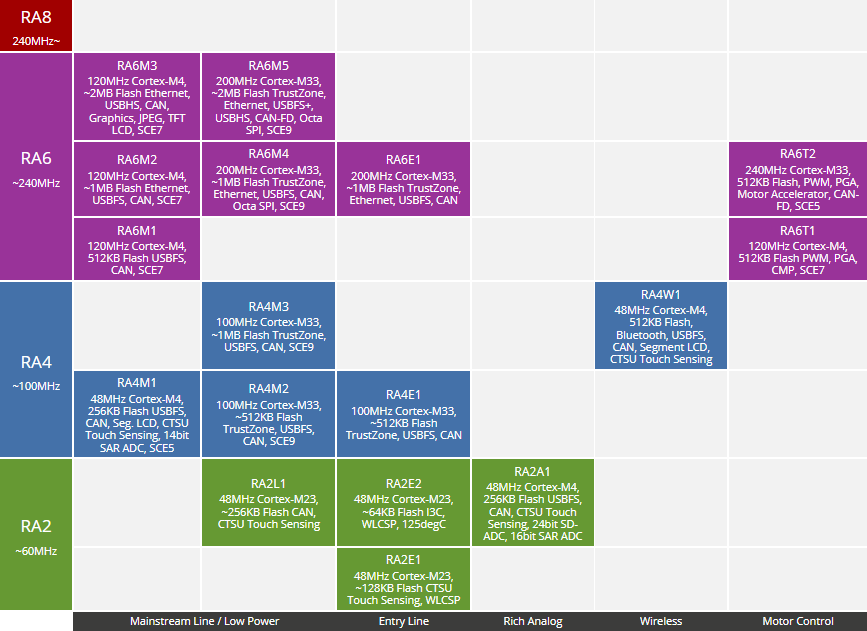 RA8
240MHz~
RA6
~240MHz
RA6M3
120MHz Cortex-M4,
~2MB Flash Ethernet,
USBHS, CAN,
Graphics, JPEG, TFT
LCD, SCE7
RA6M5
200MHz Cortex-M33,
~2MB Flash TrustZone,
Ethernet, USBFS+,
USBHS, CAN-FD, Octa
SPI, SCE9
RA6M2
120MHz Cortex-M4,
~1MB Flash Ethernet,
USBFS, CAN, SCE7
RA6M4
200MHz Cortex-M33,
~1MB Flash TrustZone,
Ethernet, USBFS, CAN,
Octa SPI, SCE9
RA6E1
200MHz Cortex-M33,
~1MB Flash TrustZone,
Ethernet, USBFS, CAN
RA6T2
240MHz Cortex-M33,
512KB Flash, PWM, PGA,
Motor Accelerator, CAN-
FD, SCE5
RA6M1
120MHz Cortex-M4,
512KB Flash USBFS,
CAN, SCE7
RA6T1
120MHz Cortex-M4,
512KB Flash PWM, PGA,
CMP, SCE7
RA4
~100MHz
RA4M3
100MHz Cortex-M33,
~1MB Flash TrustZone,
USBFS, CAN, SCE9
RA4W1
48MHz Cortex-M4,
512KB Flash,
Bluetooth, USBFS,
CAN, Segment LCD,
CTSU Touch Sensing
RA4M1
48MHz Cortex-M4,
256KB Flash USBFS,
CAN, Seg. LCD, CTSU
Touch Sensing, 14bit
SAR ADC, SCE5
RA4M2
100MHz Cortex-M33,
~512KB Flash
TrustZone, USBFS,
CAN, SCE9
RA4E1
100MHz Cortex-M33,
~512KB Flash
TrustZone, USBFS, CAN
RA2
~60MHz
RA2L1
48MHz Cortex-M23,
~256KB Flash CAN,
CTSU Touch Sensing
RA2E2
48MHz Cortex-M23,
~64KB Flash I3C,
WLCSP, 125degC
RA2A1
48MHz Cortex-M4,
256KB Flash USBFS,
CAN, CTSU Touch
Sensing, 24bit SD-
ADC, 16bit SAR ADC
RA2E1
48MHz Cortex-M23,
~128KB Flash CTSU
Touch Sensing, WLCSP
Mainstream Line / Low Power
Entry Line
Rich Analog
Wireless
Motor Control